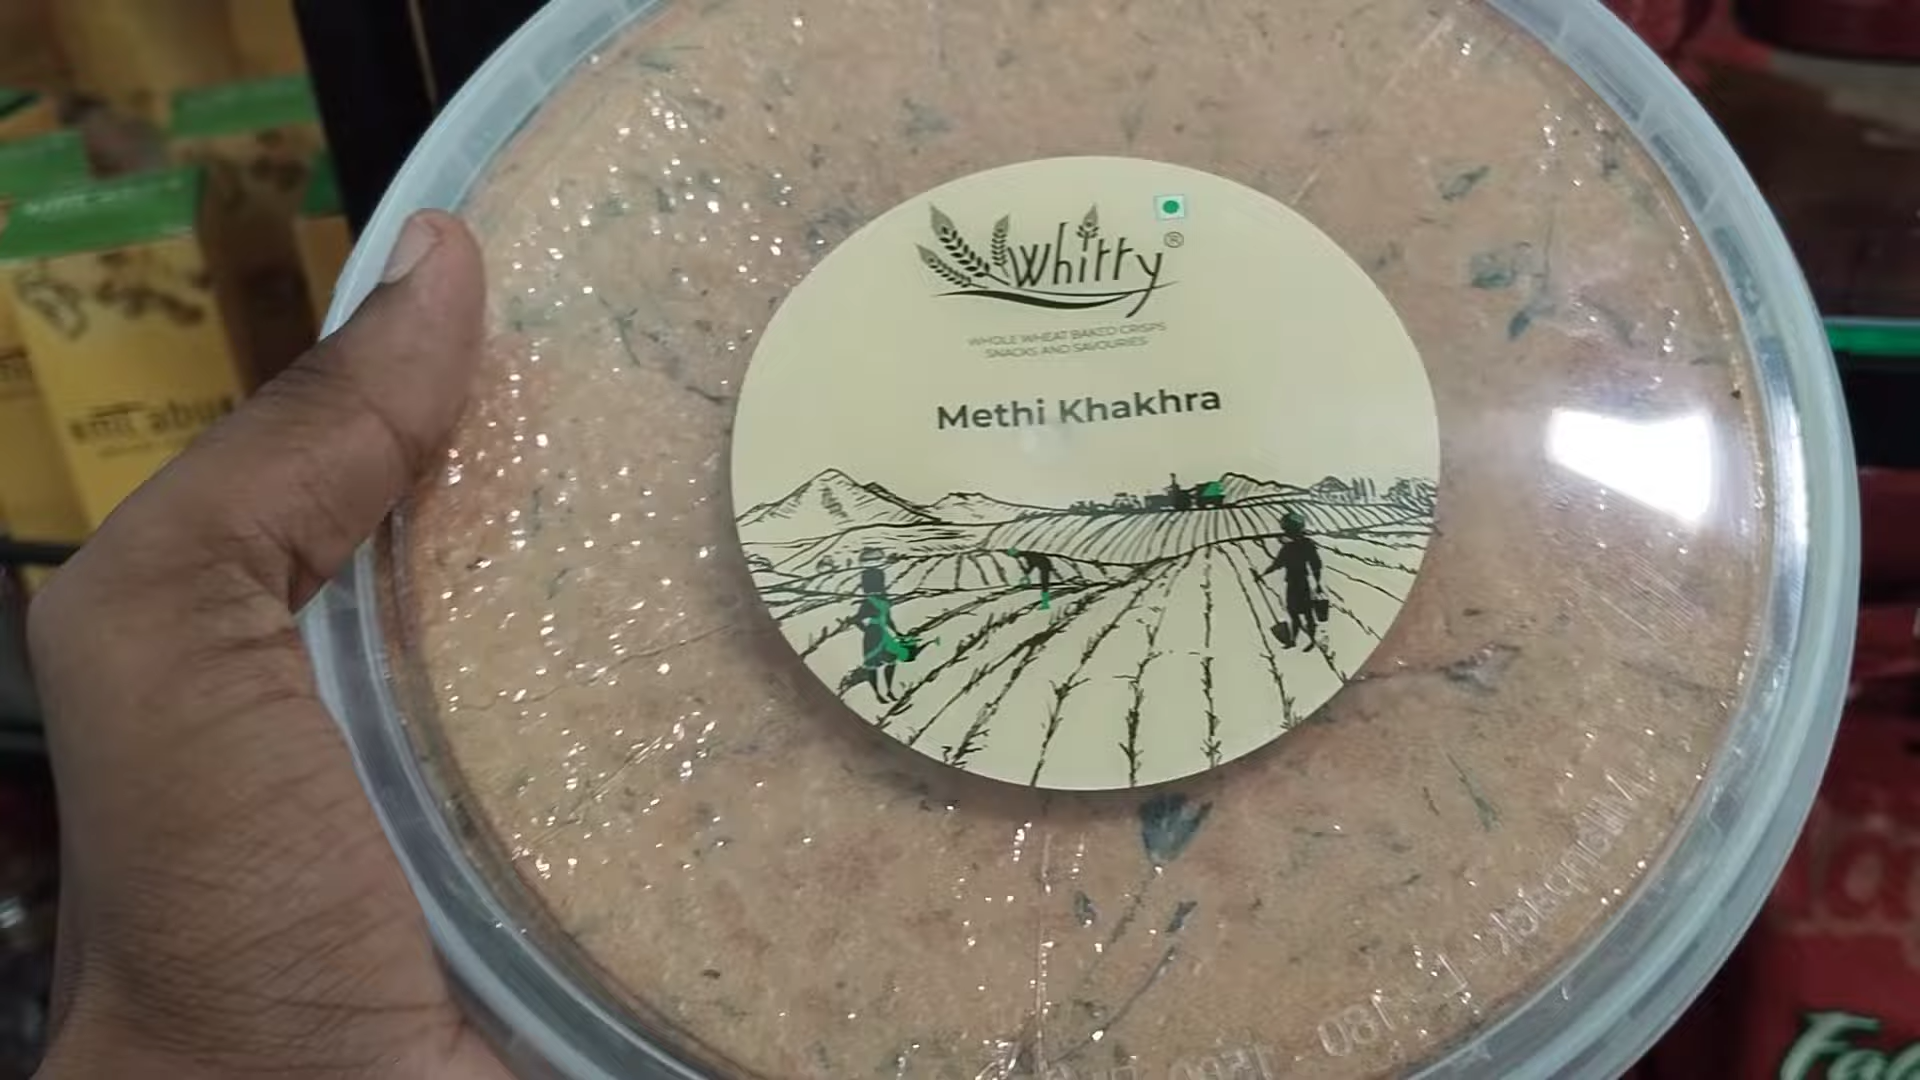 Whitty®
WHOLE WHEAT BAKED CRISPS
SNACKS AND SAVOURIES
Methi Khakhra